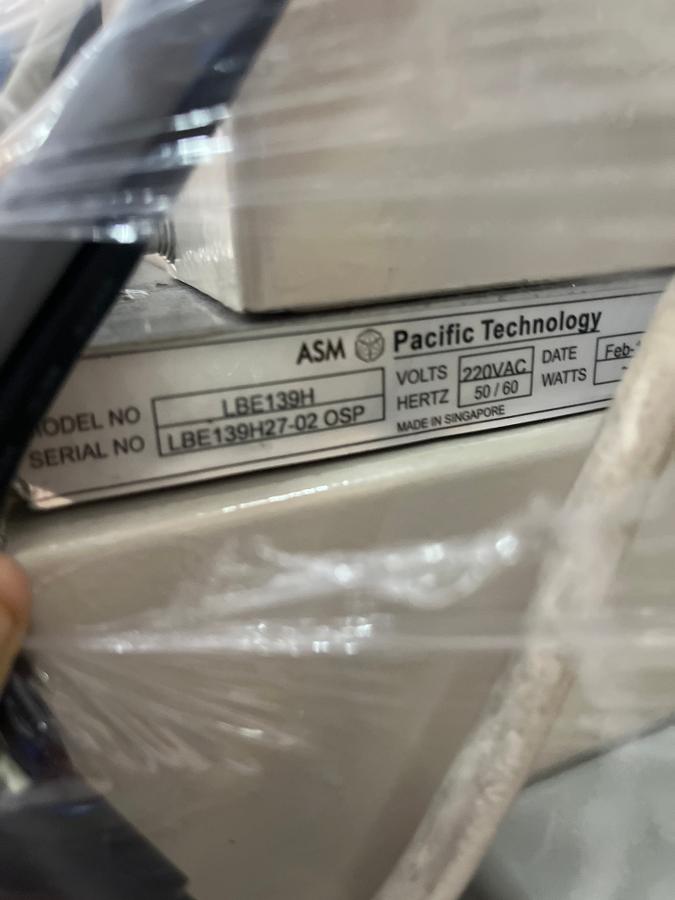 ASM Pacific Technology
MODEL NO LBE139H
SERIAL NO LBE139H27-02 OSP
VOLTS 220VAC
HERTZ 50 / 60
DATE Feb-
WATTS
MADE IN SINGAPORE